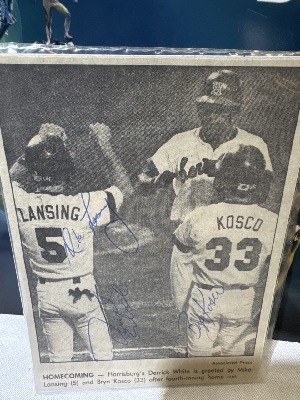 LANSING
5
KOSCO
33
Associated Press
HOMECOMING — Harrisburg's Derrick White is greeted by Mike
Lansing (5) and Bryn Kosco (33) after fourth-inning home run.